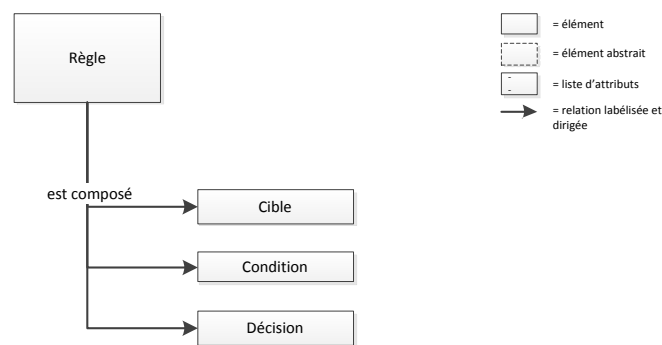 Règle
est composé
Cible
Condition
Décision
= élément
= élément abstrait
= liste d'attributs
= relation labélisée et
dirigée